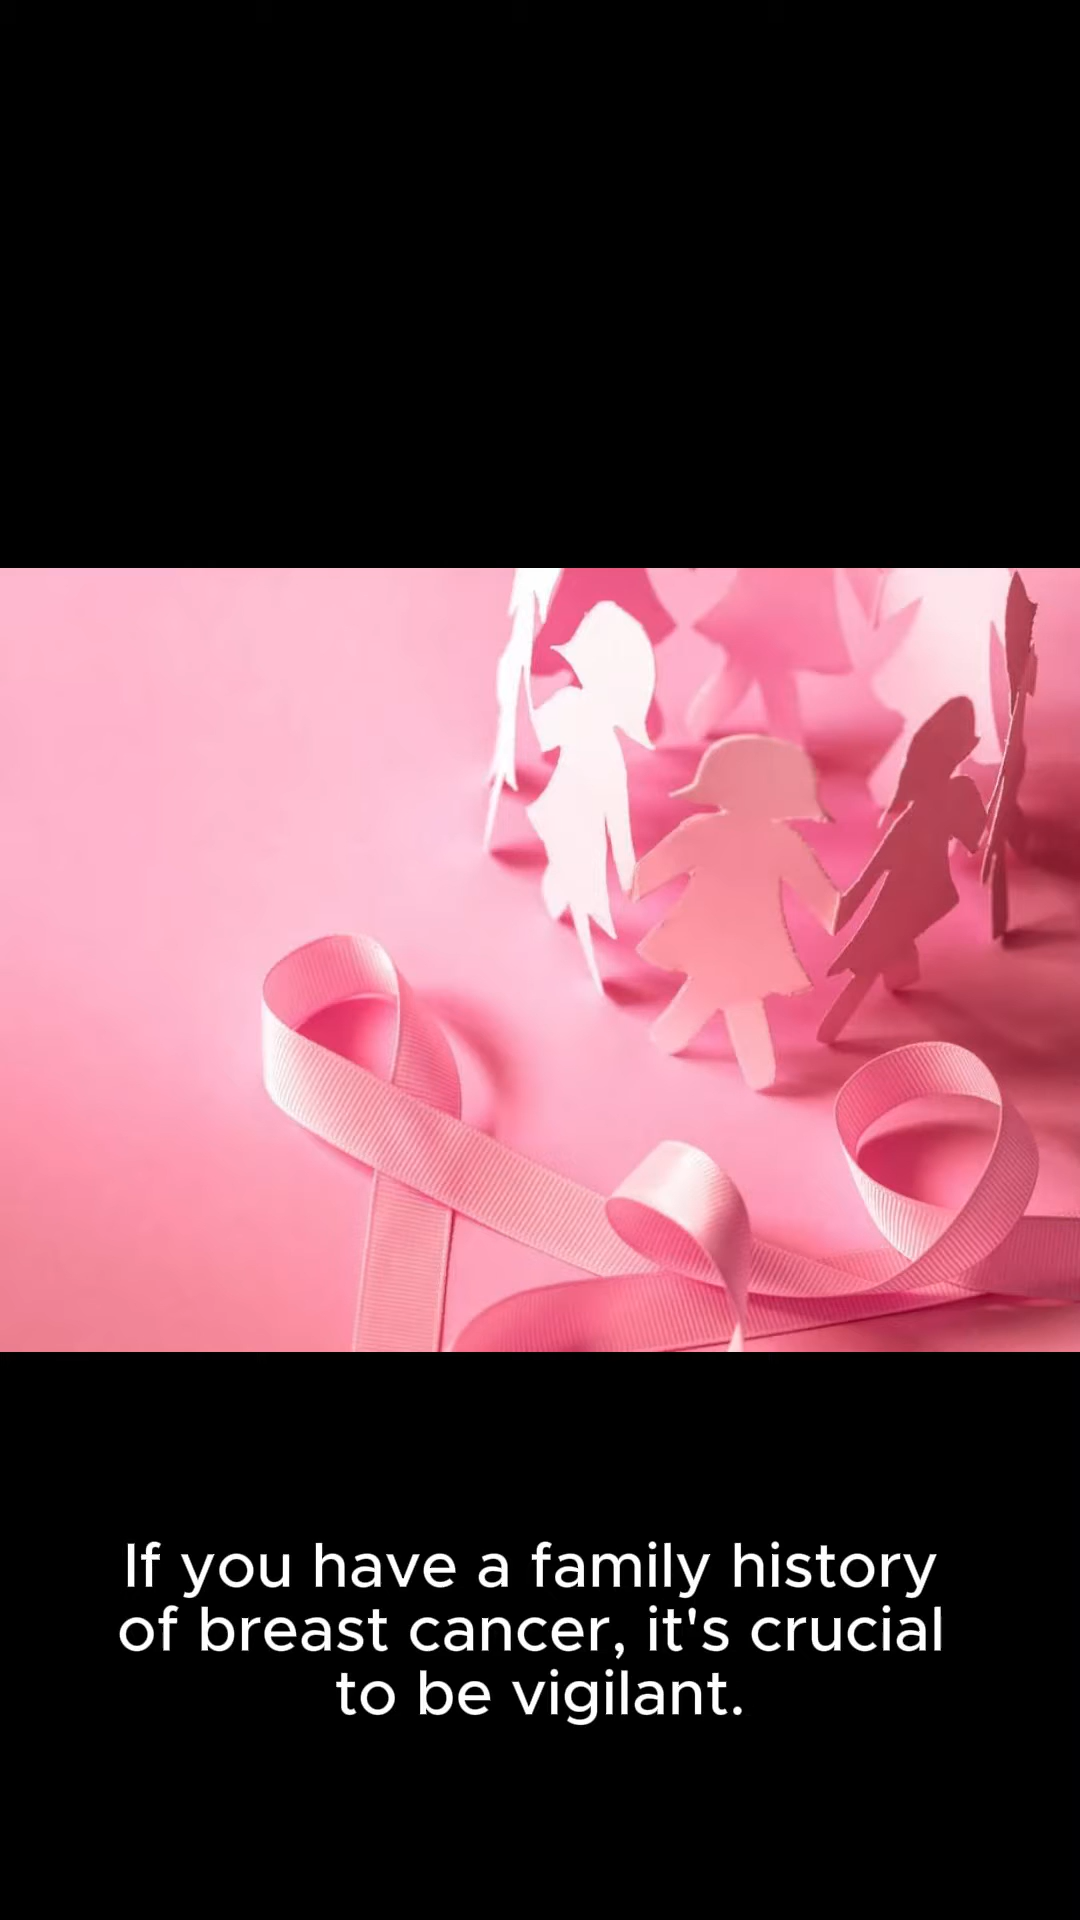 If you have a family history
of breast cancer, it's crucial
to be vigilant.